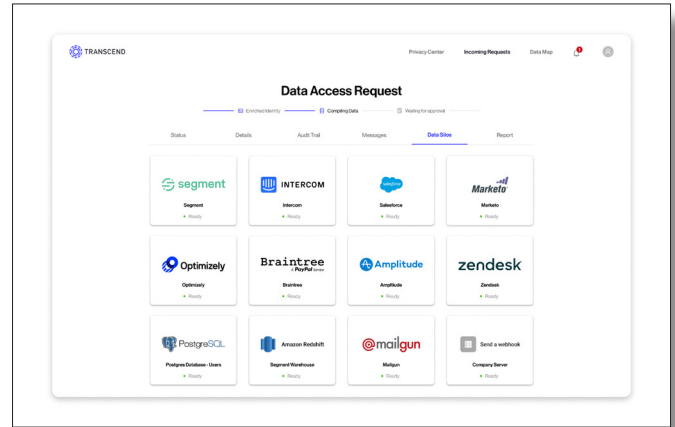 TRANSCEND
Privacy Center Incoming Requests Data Map 1
Data Access Request
Enriched Identity Compiling Data Waiting for approval
Status Details Audit Trail Messages Data Silos Report
segment INTERCOM salesforce Marketo
Segment Intercom Salesforce Marketo
Ready Ready Ready Ready
Optimizely Braintree A PayPal Service Amplitude zendesk
Optimizely Braintree Amplitude Zendesk
Ready Ready Ready Ready
PostgreSQL Amazon Redshift @mailgun Send a webhook
Postgres Database - Users Segment Warehouse Mailgun Company Server
Ready Ready Ready Ready